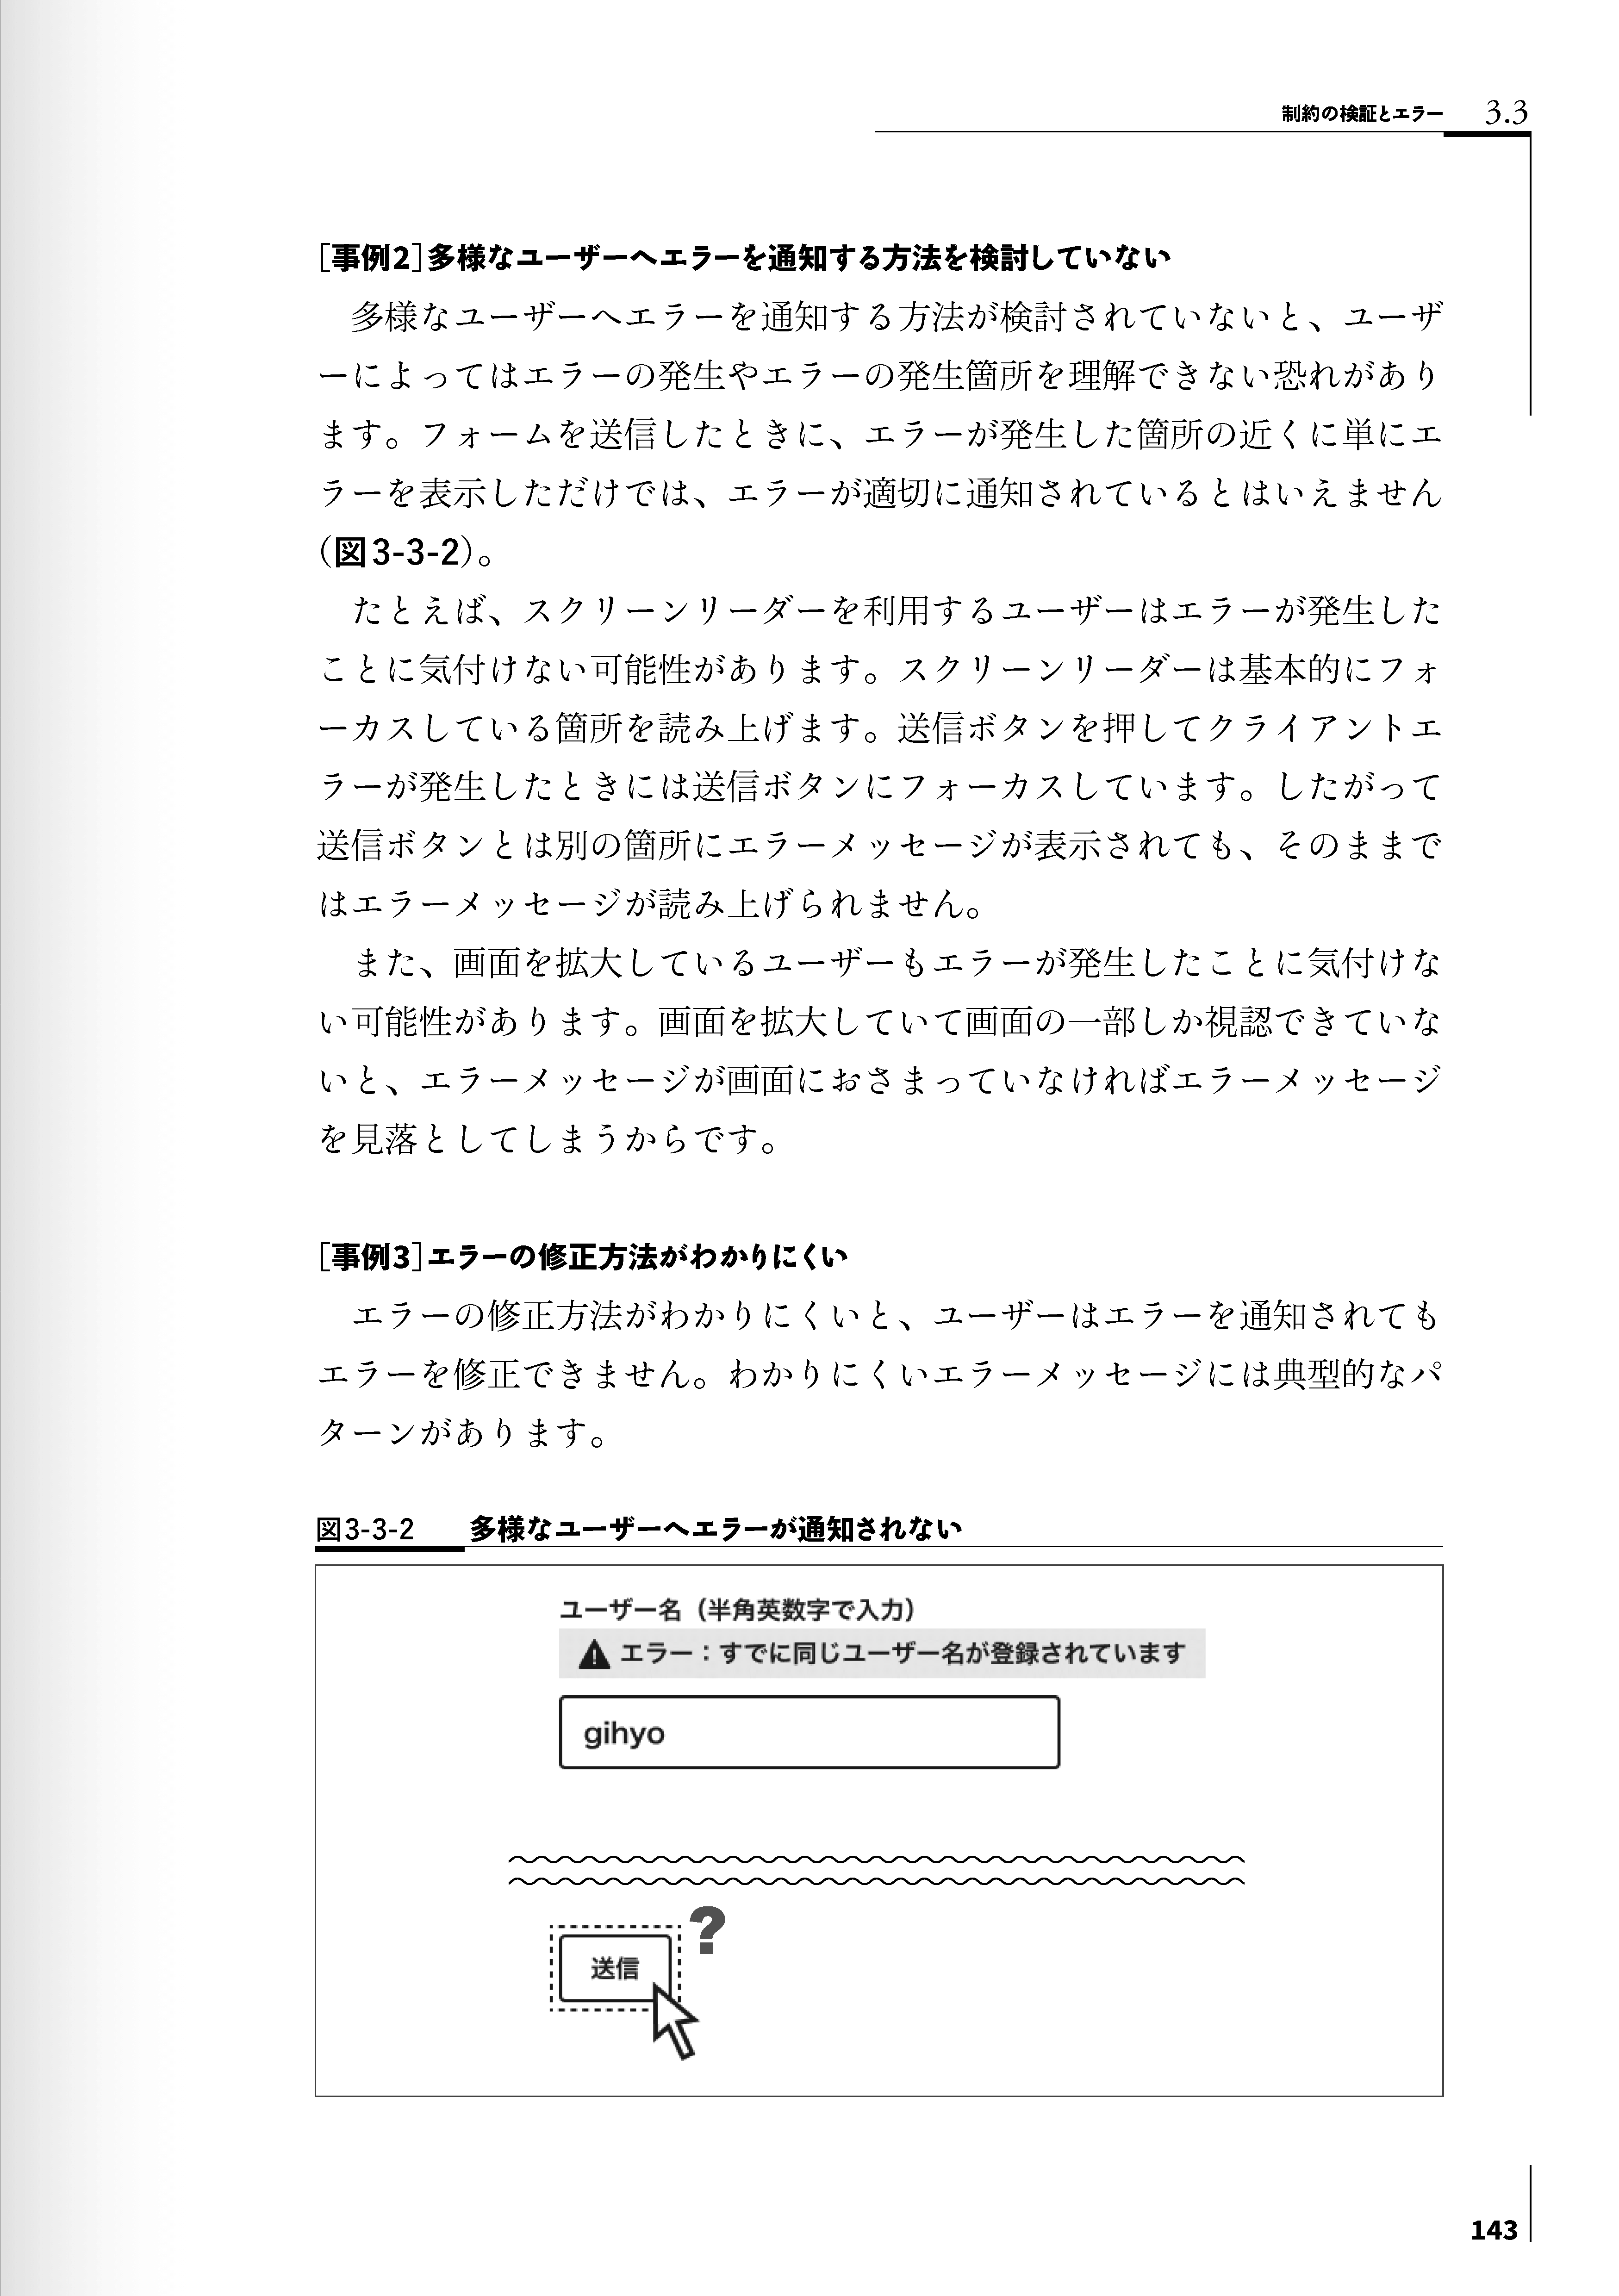 制約の検証とエラー 3.3
[事例2]多様なユーザーへエラーを通知する方法を検討していない
多様なユーザーへエラーを通知する方法が検討されていないと、ユーザ
ーによってはエラーの発生やエラーの発生箇所を理解できない恐れがあり
ます。フォームを送信したときに、エラーが発生した箇所の近くに単にエ
ラーを表示しただけでは、エラーが適切に通知されているとはいえません
（図3-3-2）。
たとえば、スクリーンリーダーを利用するユーザーはエラーが発生した
ことに気付けない可能性があります。スクリーンリーダーは基本的にフォ
ーカスしている箇所を読み上げます。送信ボタンを押してクライアントエ
ラーが発生したときには送信ボタンにフォーカスしています。したがって
送信ボタンとは別の箇所にエラーメッセージが表示されても、そのままで
はエラーメッセージが読み上げられません。
また、画面を拡大しているユーザーもエラーが発生したことに気付けな
い可能性があります。画面を拡大していて画面の一部しか視認できていな
いと、エラーメッセージが画面におさまっていなければエラーメッセージ
を見落としてしまうからです。
[事例3]エラーの修正方法がわかりにくい
エラーの修正方法がわかりにくいと、ユーザーはエラーを通知されても
エラーを修正できません。わかりにくいエラーメッセージには典型的なパ
ターンがあります。
図3-3-2 多様なユーザーへエラーが通知されない
ユーザー名（半角英数字で入力）
エラー：すでに同じユーザー名が登録されています
gihyo
?
送信
143